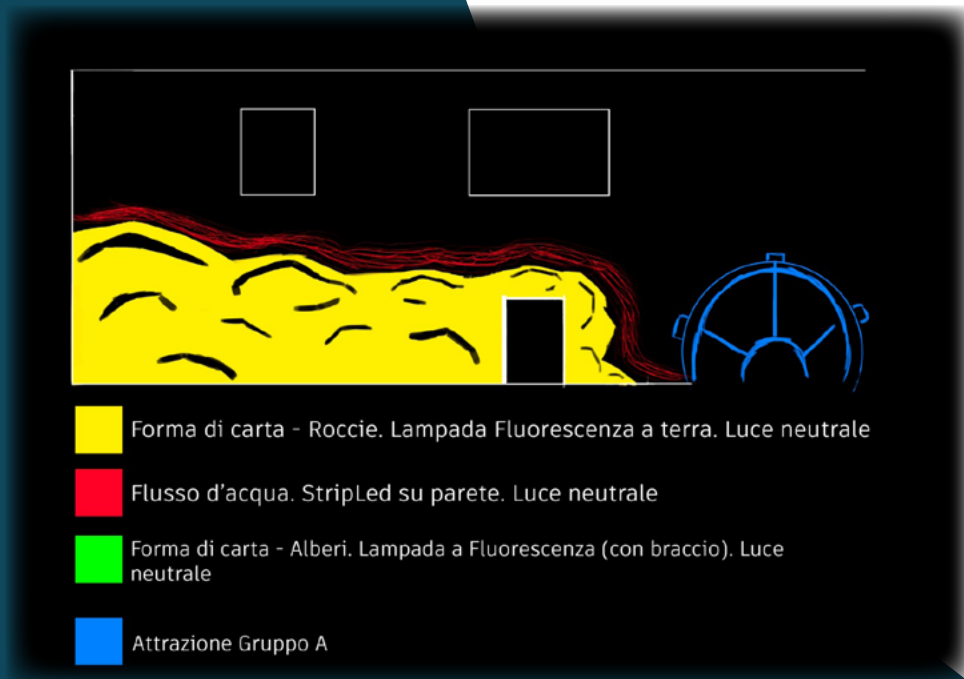 Forma di carta - Roccie. Lampada Fluorescenza a terra. Luce neutrale
Flusso d'acqua. StripLed su parete. Luce neutrale
Forma di carta - Alberi. Lampada a Fluorescenza (con braccio). Luce
neutrale
Attrazione Gruppo A